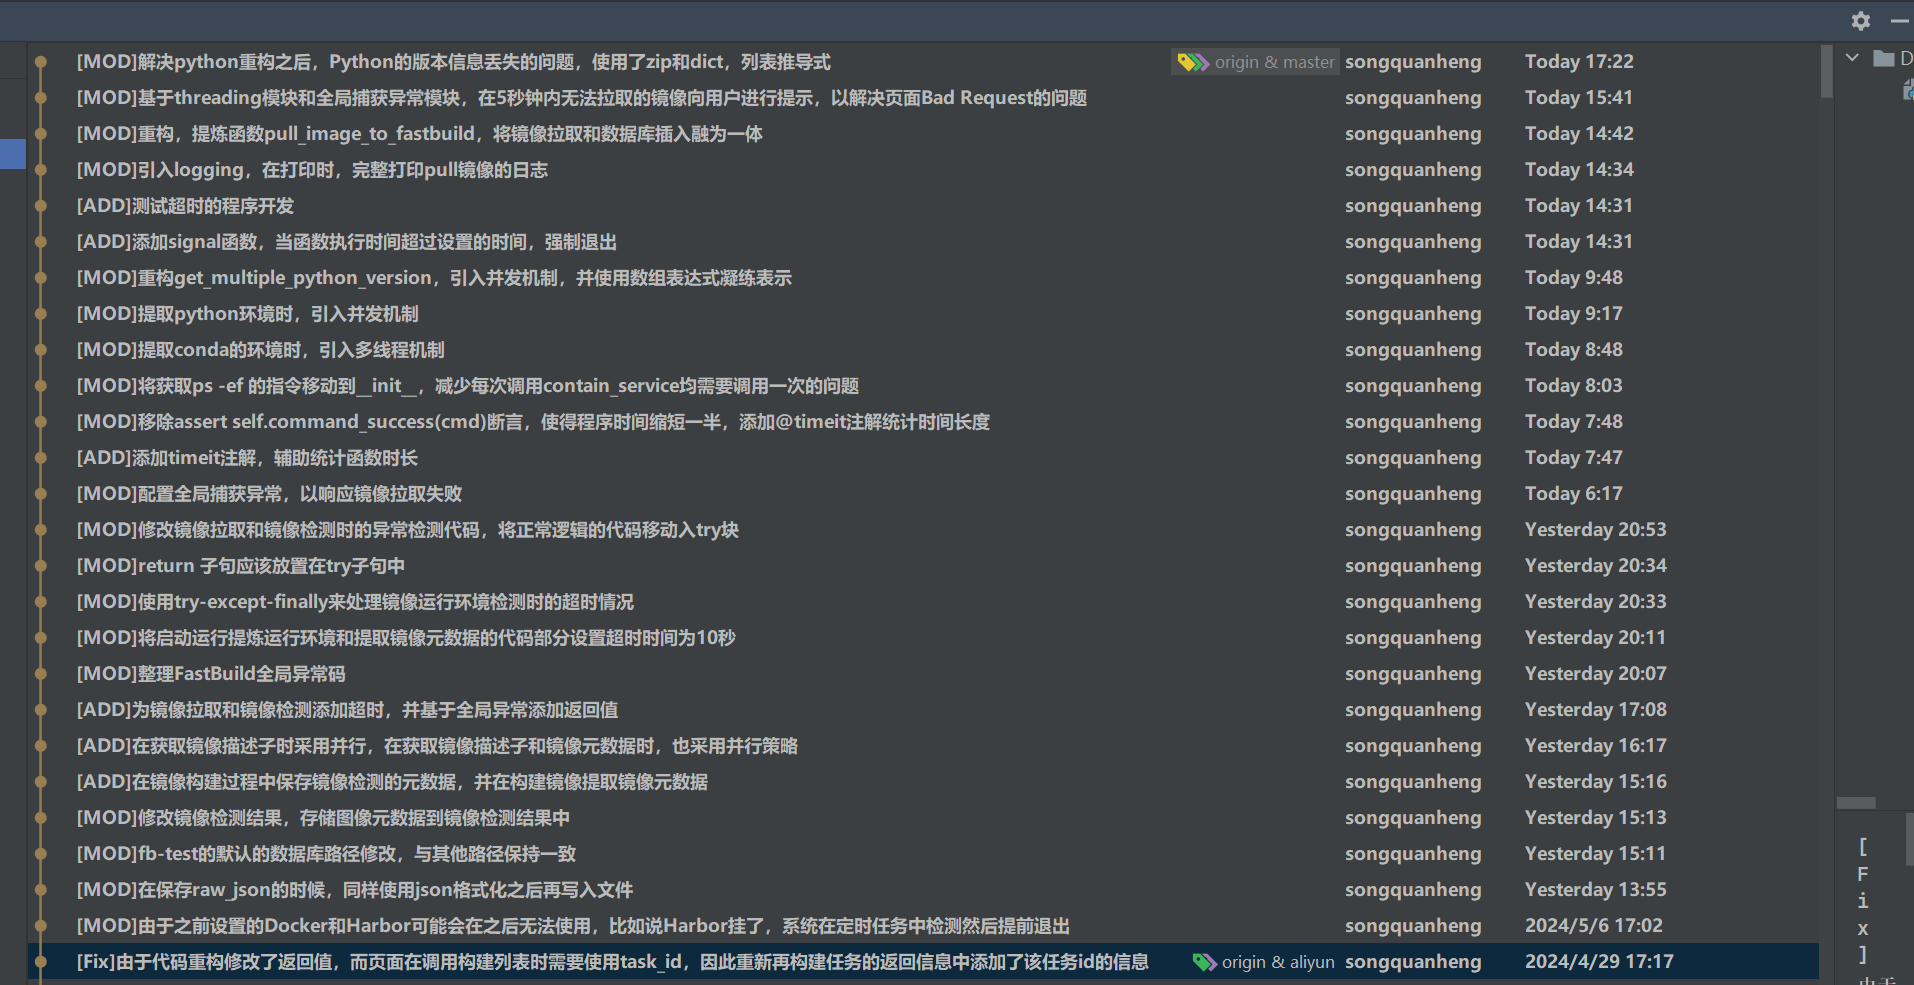 [MOD]解决python重构之后，Python的版本信息丢失的问题，使用了zip和dict，列表推导式 origin & master songquanheng Today 17:22
[MOD]基于threading模块和全局捕获异常模块，在5秒钟内无法拉取的镜像向用户进行提示，以解决页面Bad Request的问题 songquanheng Today 15:41
[MOD]重构，提炼函数pull_image_to_fastbuild，将镜像拉取和数据库插入融为一体 songquanheng Today 14:42
[MOD]引入logging，在打印时，完整打印pull镜像的日志 songquanheng Today 14:34
[ADD]测试超时的程序开发 songquanheng Today 14:31
[ADD]添加signal函数，当函数执行时间超过设置的时间，强制退出 songquanheng Today 14:31
[MOD]重构get_multiple_python_version，引入并发机制，并使用数组表达式凝练表示 songquanheng Today 9:48
[MOD]提取python环境时，引入并发机制 songquanheng Today 9:17
[MOD]提取conda的环境时，引入多线程机制 songquanheng Today 8:48
[MOD]将获取ps -ef 的指令移动到__init__，减少每次调用contain_service均需要调用一次的问题 songquanheng Today 8:03
[MOD]移除assert self.command_success(cmd)断言，使得程序时间缩短一半，添加@timeit注解统计时间长度 songquanheng Today 7:48
[ADD]添加timeit注解，辅助统计函数时长 songquanheng Today 7:47
[MOD]配置全局捕获异常，以响应镜像拉取失败 songquanheng Today 6:17
[MOD]修改镜像拉取和镜像检测时的异常检测代码，将正常逻辑的代码移动入try块 songquanheng Yesterday 20:53
[MOD]return 子句应该放置在try子句中 songquanheng Yesterday 20:34
[MOD]使用try-except-finally来处理镜像运行环境检测时的超时情况 songquanheng Yesterday 20:33
[MOD]将启动运行提炼运行环境和提取镜像元数据的代码部分设置超时时间为10秒 songquanheng Yesterday 20:11
[MOD]整理FastBuild全局异常码 songquanheng Yesterday 20:07
[ADD]为镜像拉取和镜像检测添加超时，并基于全局异常添加返回值 songquanheng Yesterday 17:08
[ADD]在获取镜像描述子时采用并行，在获取镜像描述子和镜像元数据时，也采用并行策略 songquanheng Yesterday 16:17
[ADD]在镜像构建过程中保存镜像检测的元数据，并在构建镜像提取镜像元数据 songquanheng Yesterday 15:16
[MOD]修改镜像检测结果，存储图像元数据到镜像检测结果中 songquanheng Yesterday 15:13
[MOD]fb-test的默认的数据库路径修改，与其他路径保持一致 songquanheng Yesterday 15:11
[MOD]在保存raw_json的时候，同样使用json格式化之后再写入文件 songquanheng Yesterday 13:55
[MOD]由于之前设置的Docker和Harbor可能会在之后无法使用，比如说Harbor挂了，系统在定时任务中检测然后提前退出 songquanheng 2024/5/6 17:02
[Fix]由于代码重构修改了返回值，而页面在调用构建列表时需要使用task_id，因此重新再构建任务的返回信息中添加了该任务id的信息 origin & aliyun songquanheng 2024/4/29 17:17
D
[
F
i
x
]